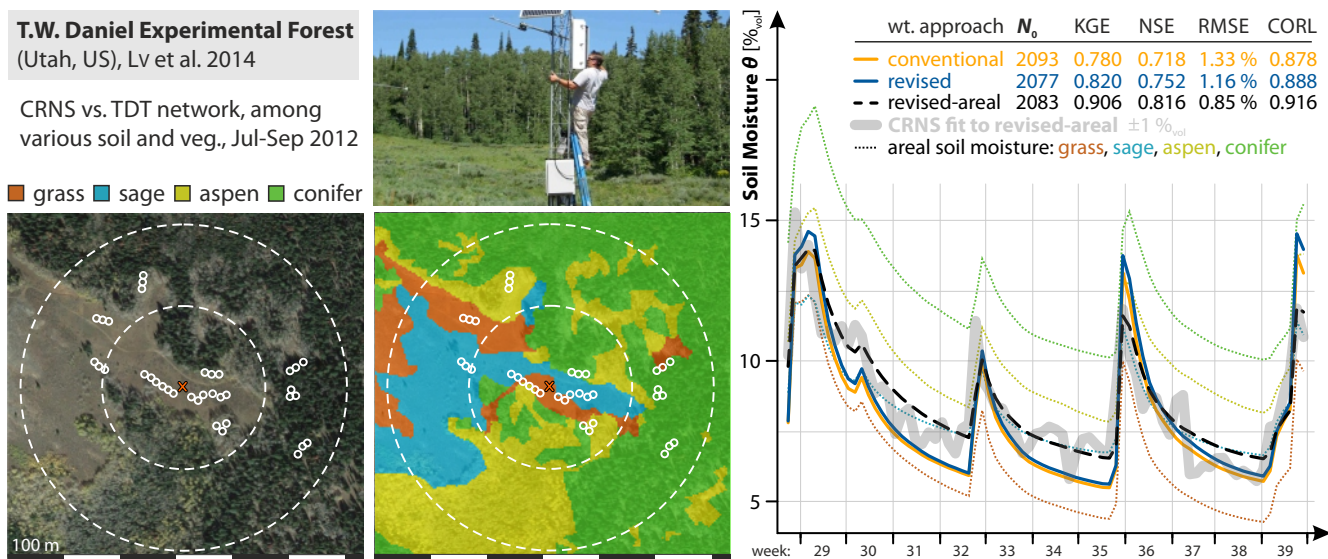 T.W. Daniel Experimental Forest
(Utah, US), Lv et al. 2014
CRNS vs. TDT network, among
various soil and veg., Jul-Sep 2012
grass sage aspen conifer
100 m
Soil Moisture θ [%vol]
wt. approach N0 KGE NSE RMSE CORL
conventional 2093 0.780 0.718 1.33 % 0.878
revised 2077 0.820 0.752 1.16 % 0.888
revised-areal 2083 0.906 0.816 0.85 % 0.916
CRNS fit to revised-areal ±1 %vol
areal soil moisture: grass, sage, aspen, conifer
15
10
5
week: 29 30 31 32 33 34 35 36 37 38 39